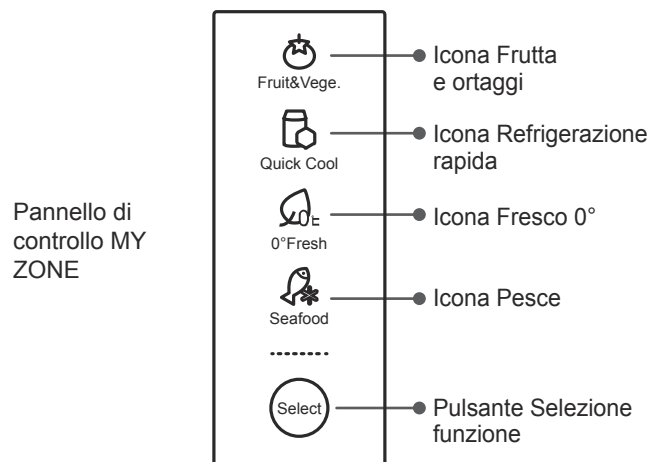 Fruit&Vege.
Icona Frutta
e ortaggi
Quick Cool
Icona Refrigerazione
rapida
Pannello di
controllo MY
ZONE
0°Fresh
Icona Fresco 0°
Seafood
Icona Pesce
Select
Pulsante Selezione
funzione